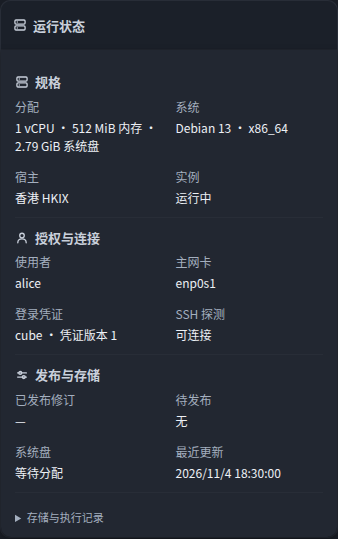 运行状态
规格
分配
系统
1 vCPU • 512 MiB 内存 •
2.79 GiB 系统盘
Debian 13 • x86_64
宿主
实例
香港 HKIX
运行中
授权与连接
使用者
主网卡
alice
enp0s1
登录凭证
SSH 探测
cube • 凭证版本 1
可连接
发布与存储
已发布修订
待发布
—
无
系统盘
最近更新
等待分配
2026/11/4 18:30:00
存储与执行记录